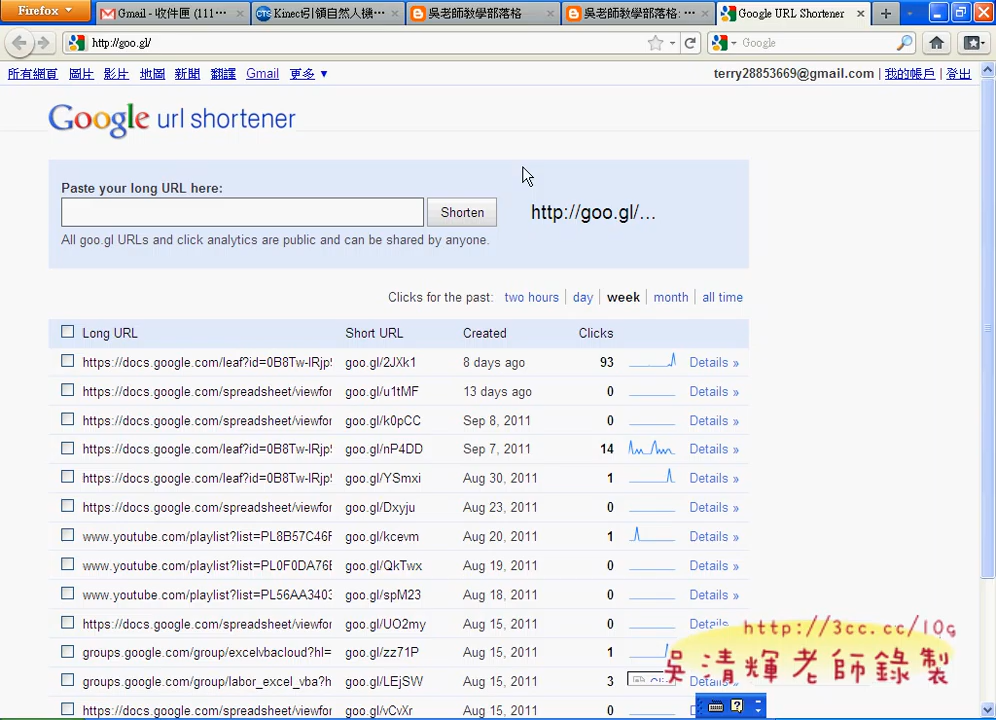 Firefox
Gmail - 收件匣 (111…
Kinect引領自然人機…
吳老師教學部落格
吳老師教學部落格: …
Google URL Shortener
http://goo.gl/
Google
所有網頁 圖片 影片 地圖 新聞 翻譯 Gmail 更多 ▼
terry28853669@gmail.com | 我的帳戶 | 登出
Google url shortener
Paste your long URL here:
Shorten
http://goo.gl/...
All goo.gl URLs and click analytics are public and can be shared by anyone.
Clicks for the past: two hours | day | week | month | all time
Long URL Short URL Created Clicks
https://docs.google.com/leaf?id=0B8Tw-lRjp goo.gl/2JXk1 8 days ago 93 Details »
https://docs.google.com/spreadsheet/viewfor goo.gl/u1tMF 13 days ago 0 Details »
https://docs.google.com/spreadsheet/viewfor goo.gl/k0pCC Sep 8, 2011 0 Details »
https://docs.google.com/leaf?id=0B8Tw-lRjp goo.gl/nP4DD Sep 7, 2011 14 Details »
https://docs.google.com/leaf?id=0B8Tw-lRjp goo.gl/YSmxi Aug 30, 2011 1 Details »
https://docs.google.com/spreadsheet/viewfor goo.gl/Dxyju Aug 23, 2011 0 Details »
www.youtube.com/playlist?list=PL8B57C46F goo.gl/kcevm Aug 20, 2011 1 Details »
www.youtube.com/playlist?list=PL0F0DA76E goo.gl/QkTwx Aug 19, 2011 0 Details »
www.youtube.com/playlist?list=PL56AA3403 goo.gl/spM23 Aug 18, 2011 0 Details »
https://docs.google.com/spreadsheet/viewfor goo.gl/UO2my Aug 15, 2011 0 Details
groups.google.com/group/excelvbacloud?hl= goo.gl/zz71P Aug 15, 2011 1
groups.google.com/group/labor_excel_vba?h goo.gl/LEjSW Aug 15, 2011 3
https://docs.google.com/spreadsheet/viewfor goo.gl/vCvXr Aug 15, 2011 0
http://3cc.cc/10g
吳清輝老師錄製